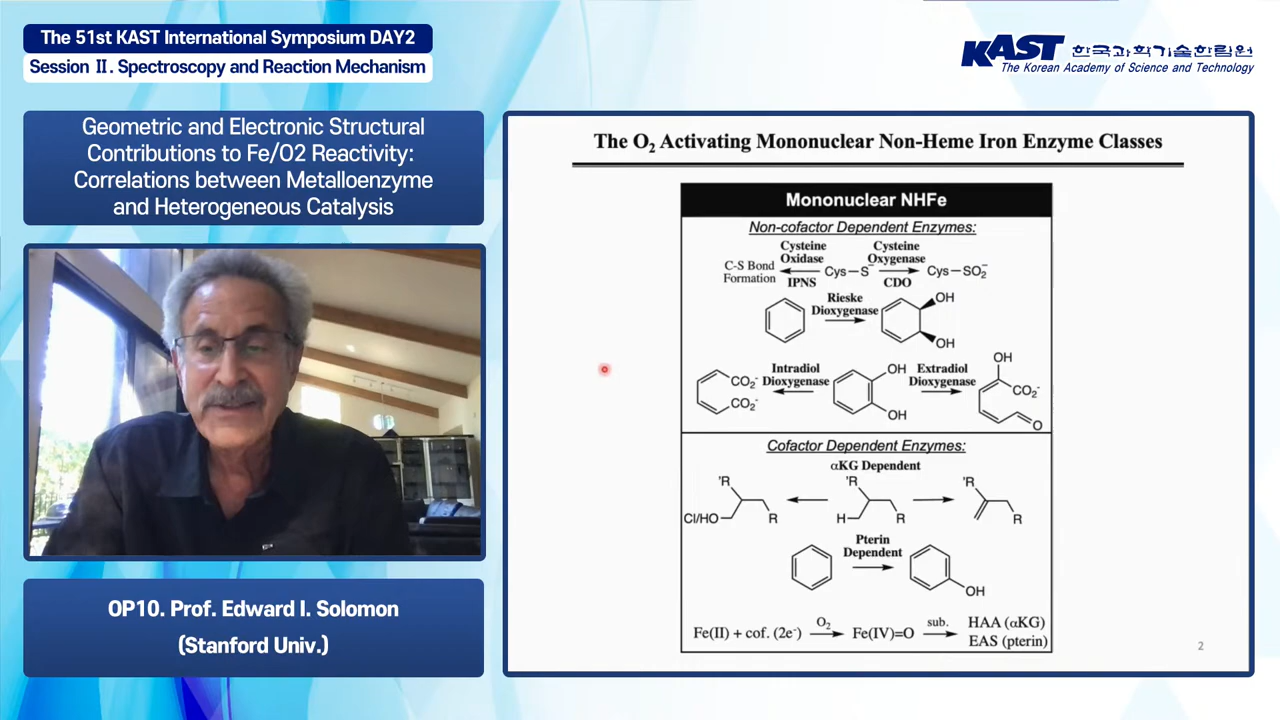 The 51st KAST International Symposium DAY2
Session Ⅱ. Spectroscopy and Reaction Mechanism
KAST 한국과학기술한림원
The Korean Academy of Science and Technology
Geometric and Electronic Structural
Contributions to Fe/O2 Reactivity:
Correlations between Metalloenzyme
and Heterogeneous Catalysis
OP10. Prof. Edward I. Solomon
(Stanford Univ.)
The O₂ Activating Mononuclear Non-Heme Iron Enzyme Classes
Mononuclear NHFe
Non-cofactor Dependent Enzymes:
Cysteine Cysteine
Oxidase Oxygenase
C-S Bond Cys–S⁻ Cys–SO₂⁻
Formation
IPNS CDO
Rieske OH
Dioxygenase
OH
OH
Intradiol OH Extradiol
CO₂⁻ Dioxygenase Dioxygenase CO₂⁻
CO₂⁻ OH
O
Cofactor Dependent Enzymes:
αKG Dependent
'R 'R 'R
Cl/HO R H R R
Pterin
Dependent
OH
Fe(II) + cof. (2e⁻) O₂ Fe(IV)=O sub. HAA (αKG)
EAS (pterin)
2